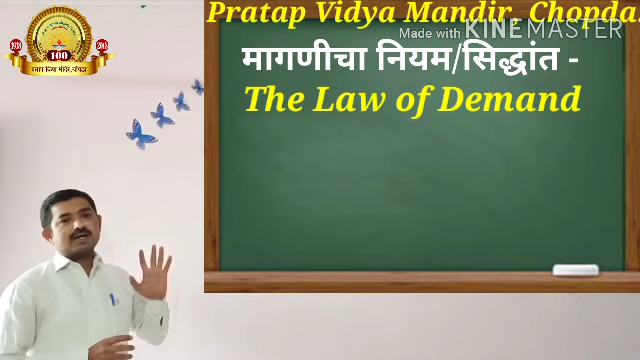 Pratap Vidya Mandir, Chopda
Made with KINEMASTER
मागणीचा नियम/सिद्धांत -
The Law of Demand
100